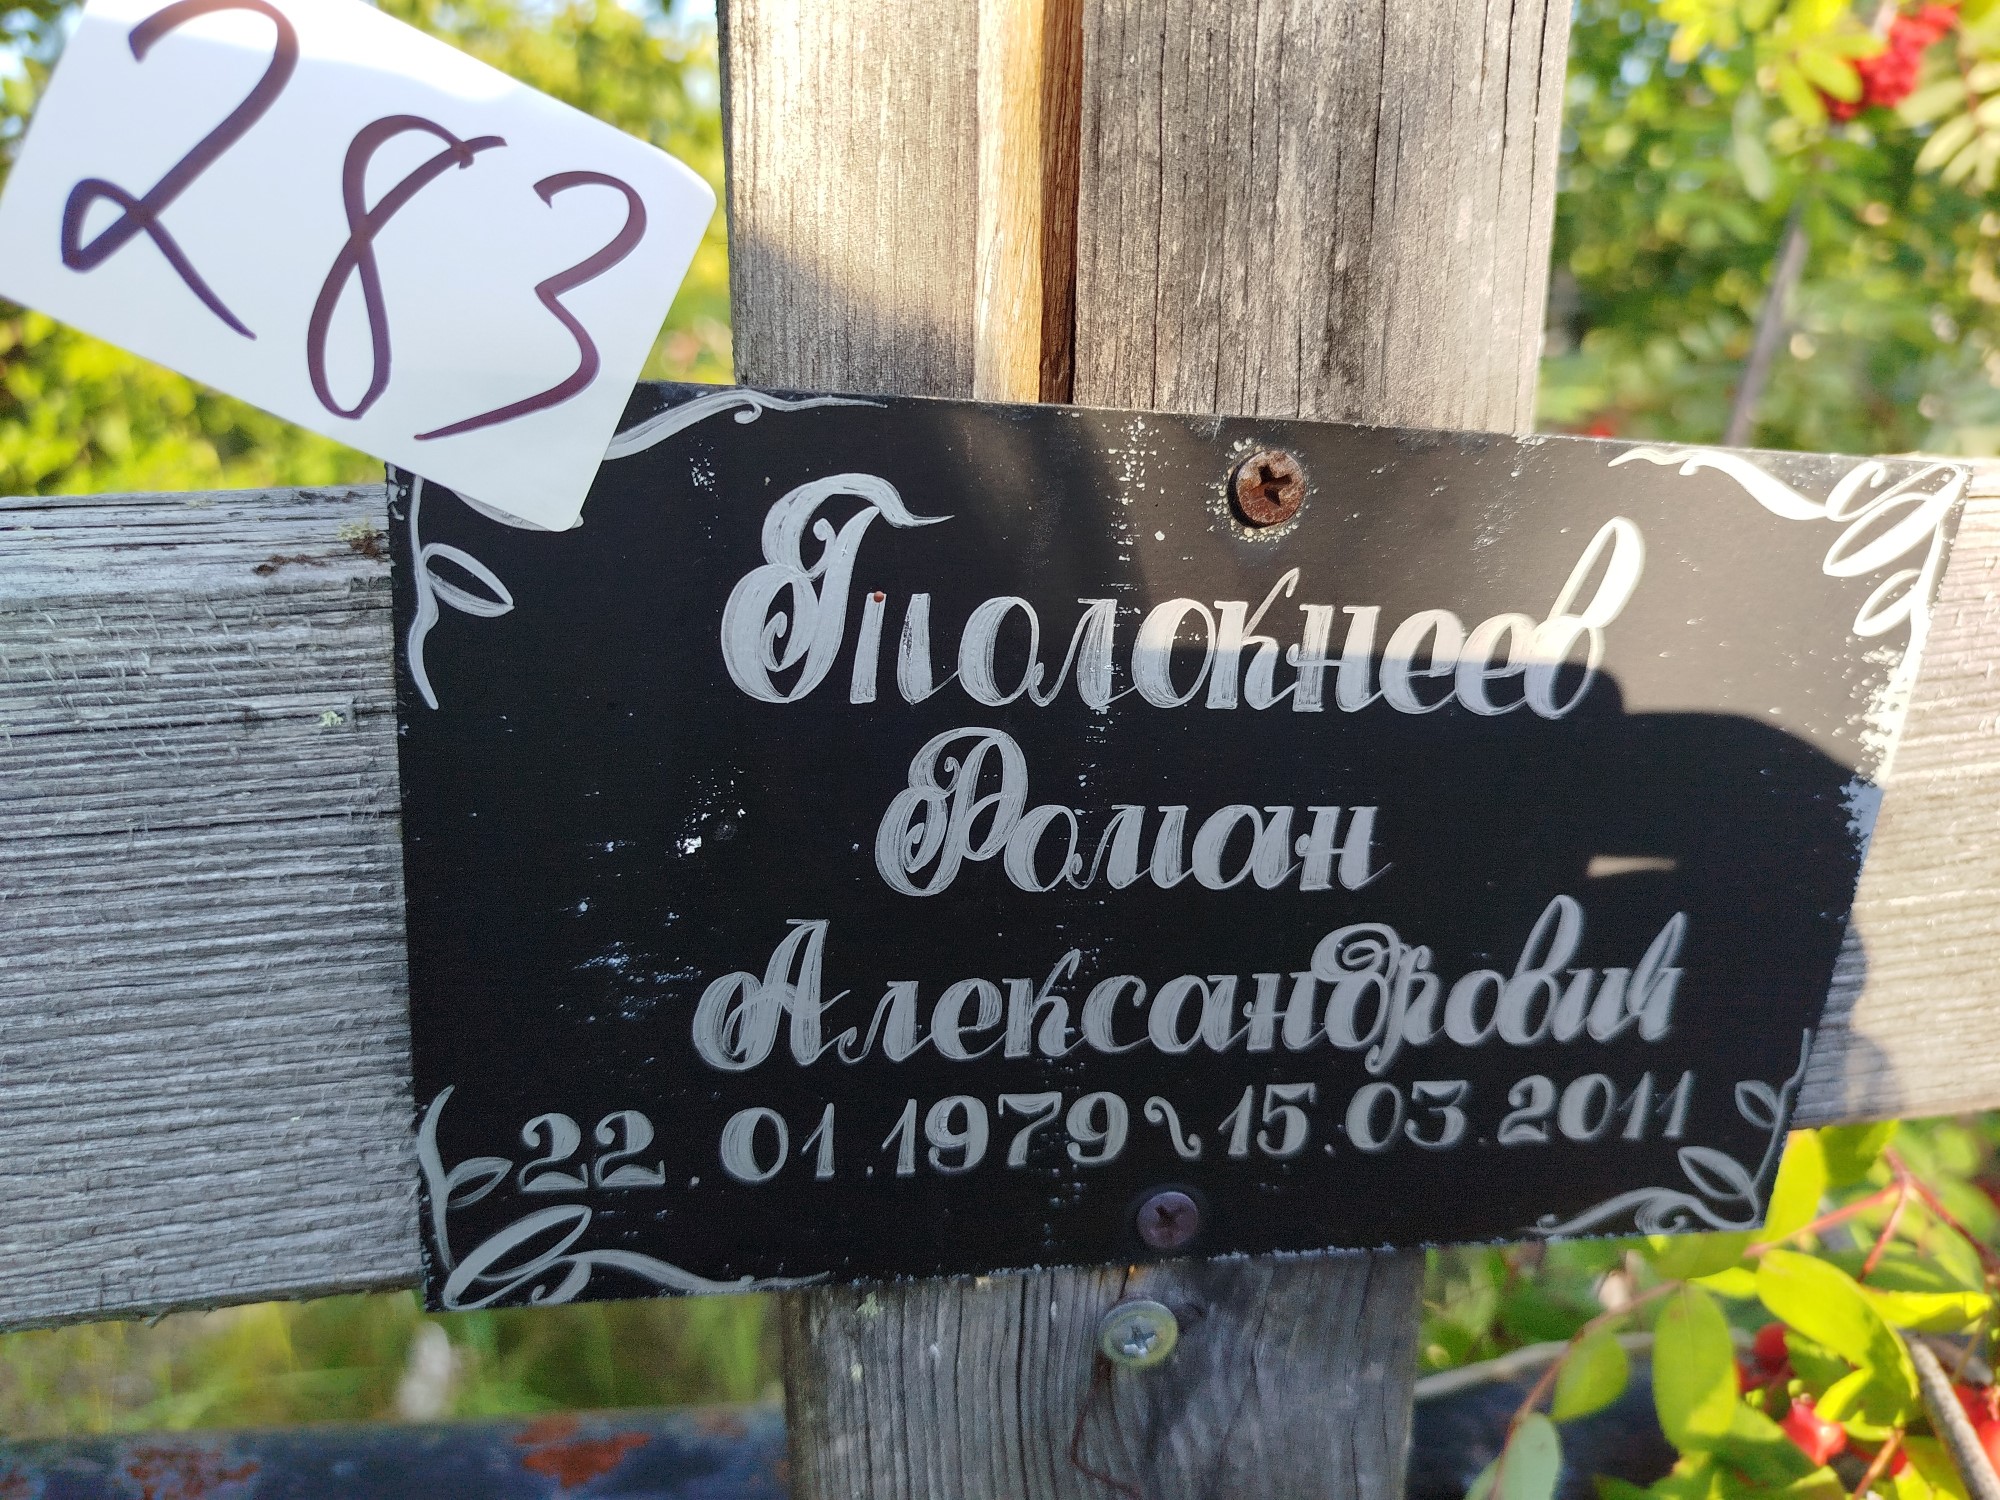 283
Толокнеев
Роман
Александрович
22.01.1979 ~ 15.03.2011